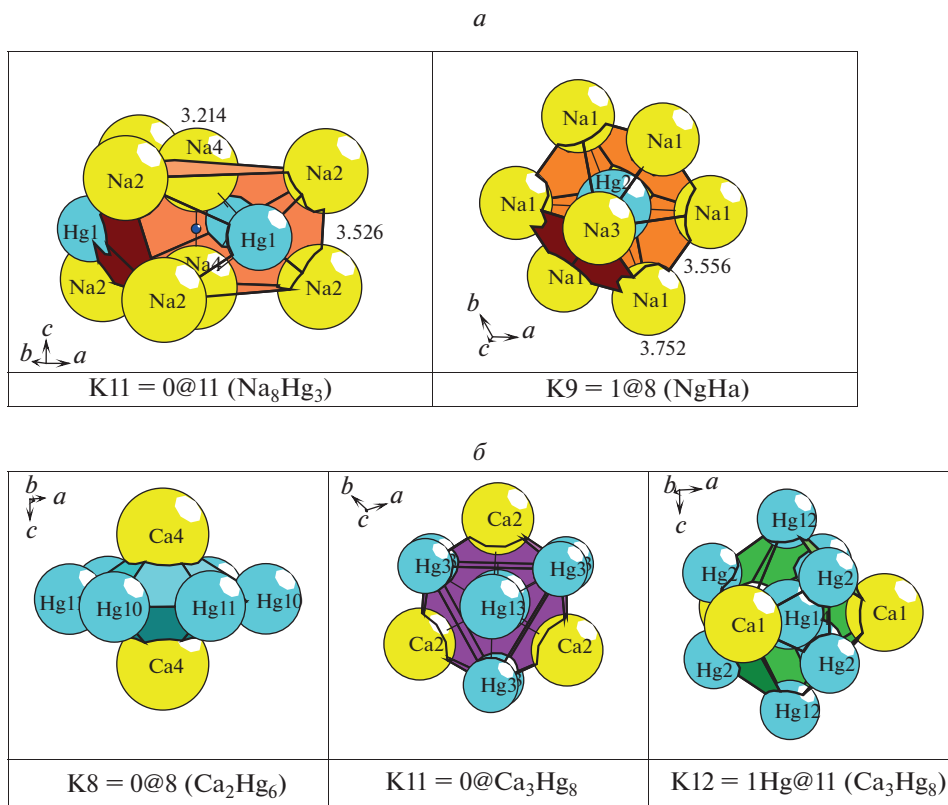 а
3.214
Na4
Na2
Na2
Hg1
Hg1
3.526
Na4
Na2
Na2
Na2
c
b
a
K11 = 0@11 (Na₈Hg₃)
Na1
Na1
Hg2
Na1
Na1
Na3
3.556
Na1
Na1
b
a
c
3.752
K9 = 1@8 (NgHa)
б
b
a
c
Ca4
Hg11
Hg10
Hg11
Hg10
Ca4
K8 = 0@8 (Ca₂Hg₆)
b
a
c
Ca2
Hg3
Hg3
Hg13
Ca2
Ca2
Hg3
K11 = 0@Ca₃Hg₈
b
a
c
Hg12
Hg2
Hg2
Ca1
Hg1
Ca1
Hg2
Hg2
Hg12
K12 = 1Hg@11 (Ca₃Hg₈)